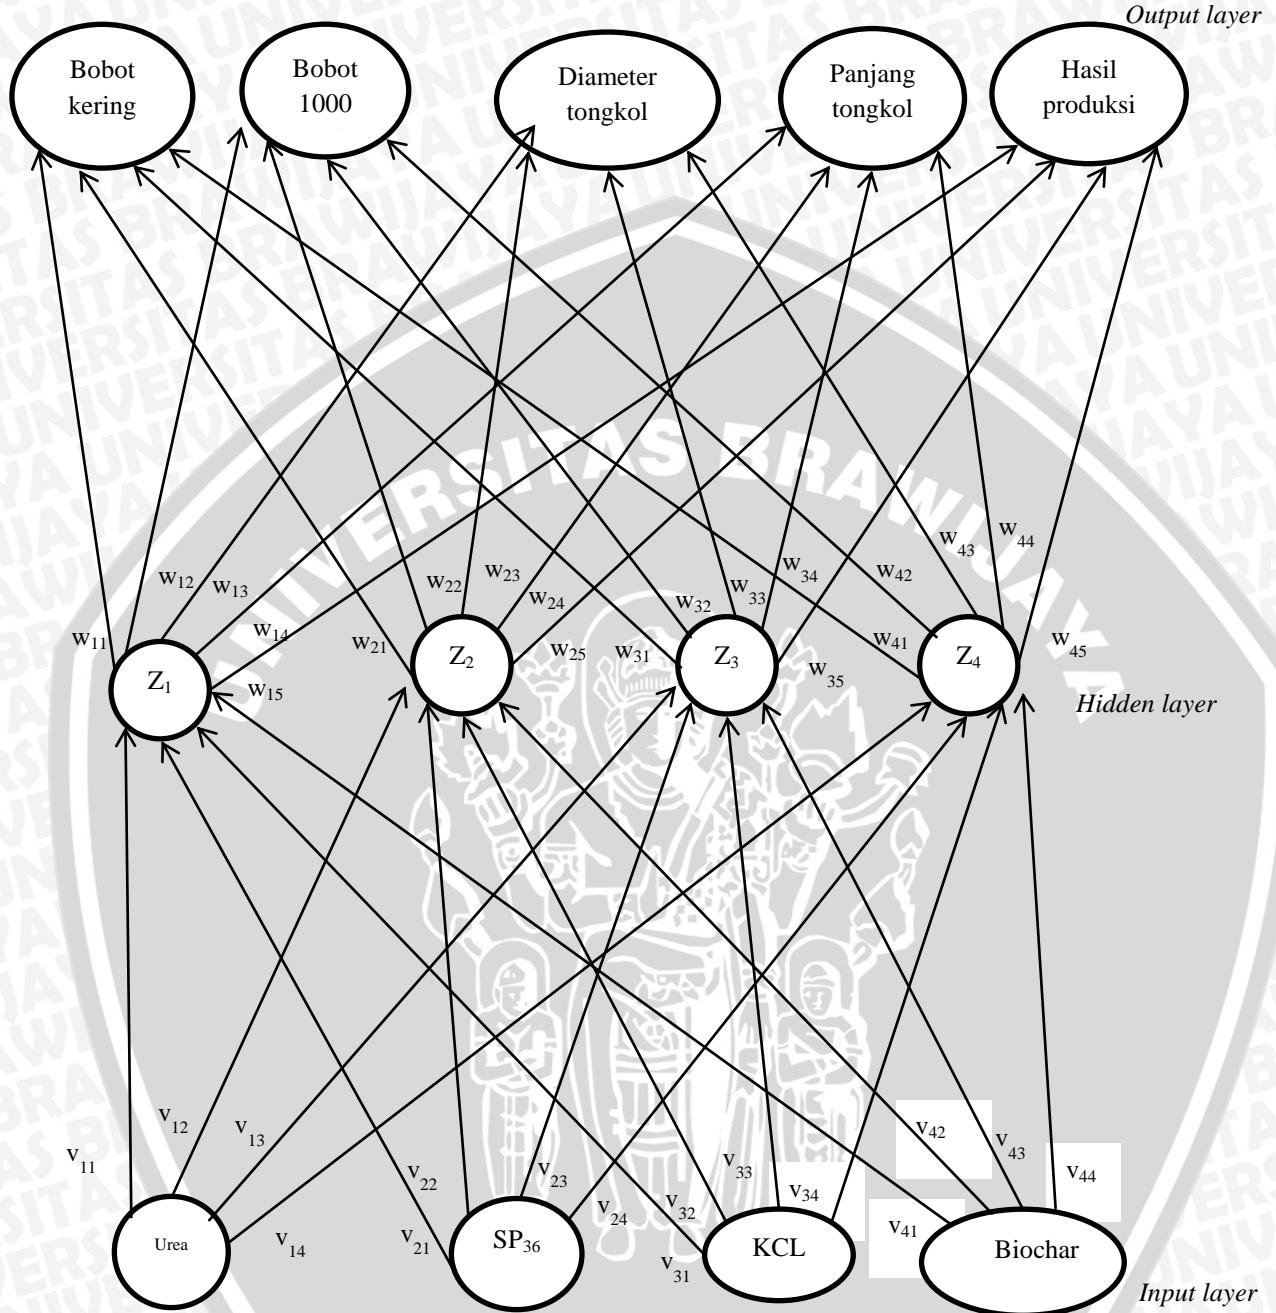 Output layer
Bobot
kering
Bobot
1000
Diameter
tongkol
Panjang
tongkol
Hasil
produksi
UNIVERSITAS BRAWIJAYA
w11
w12
w13
w14
w15
w21
w22
w23
w24
w25
w31
w32
w33
w34
w35
w41
w42
w43
w44
w45
Z1
Z2
Z3
Z4
Hidden layer
v11
v12
v13
v14
v21
v22
v23
v24
v31
v32
v33
v34
v41
v42
v43
v44
Urea
SP36
KCL
Biochar
Input layer